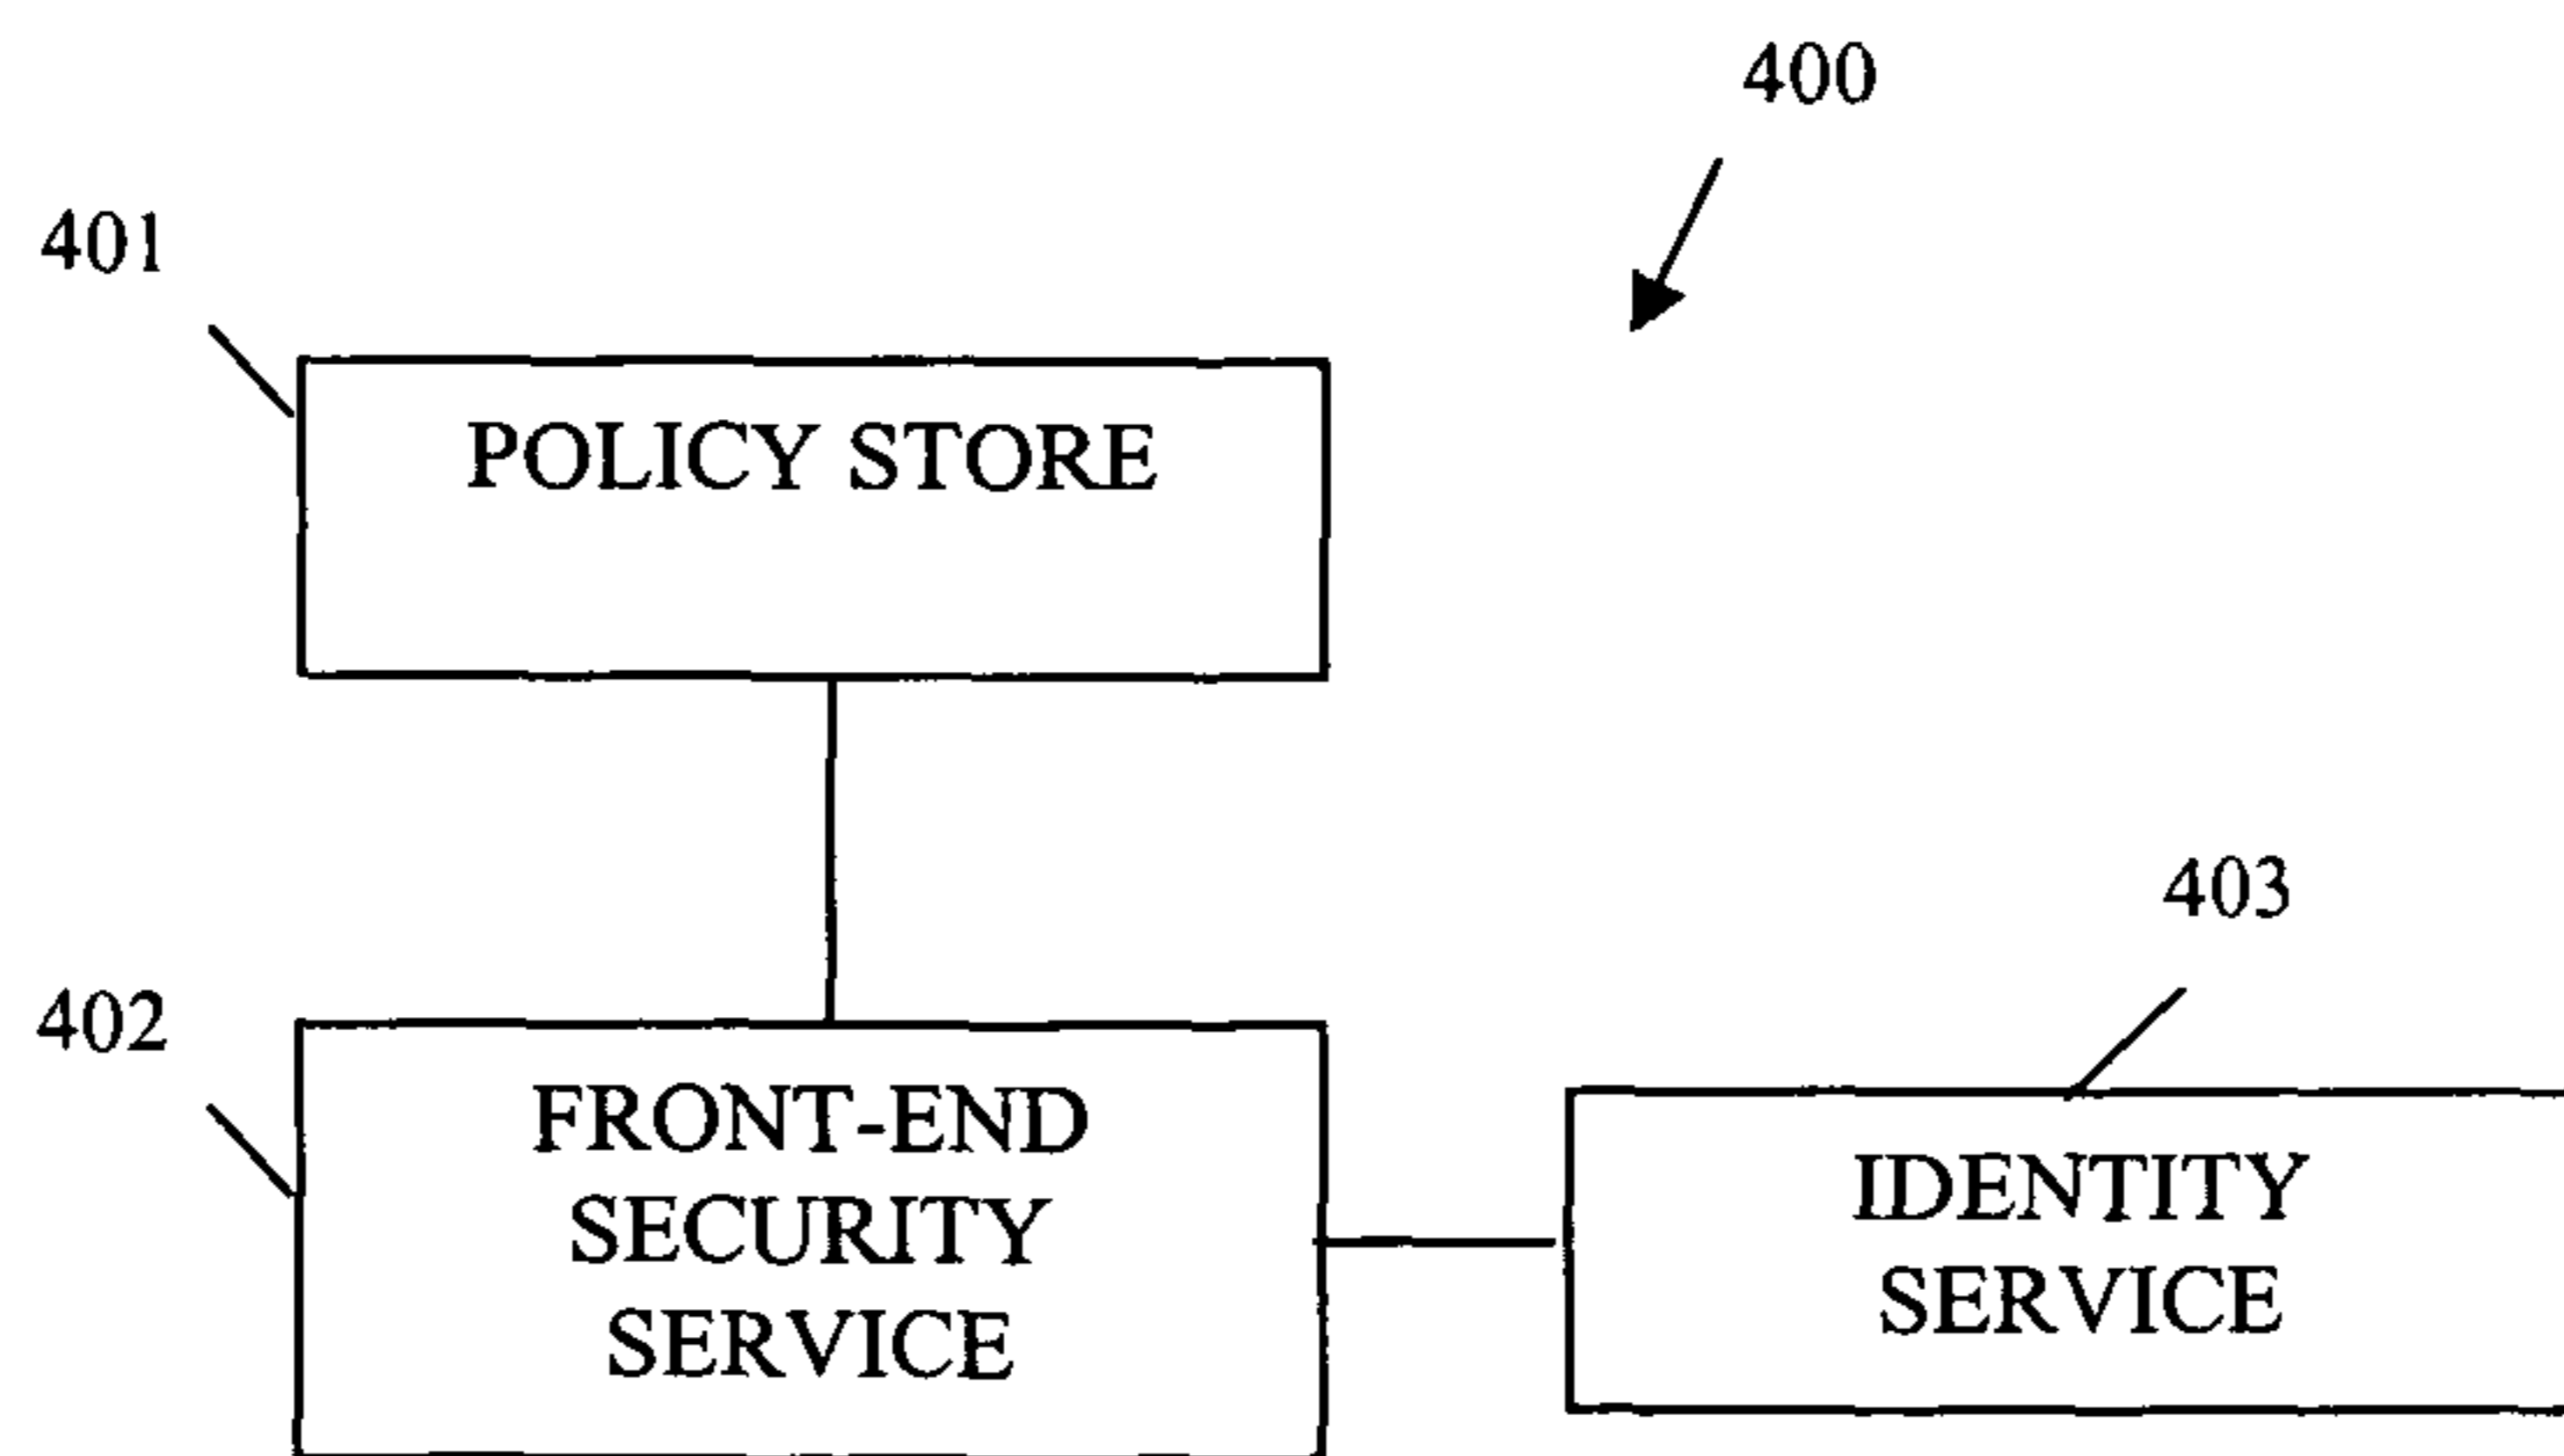 400
401
POLICY STORE
403
402
FRONT-END
SECURITY
SERVICE
IDENTITY
SERVICE